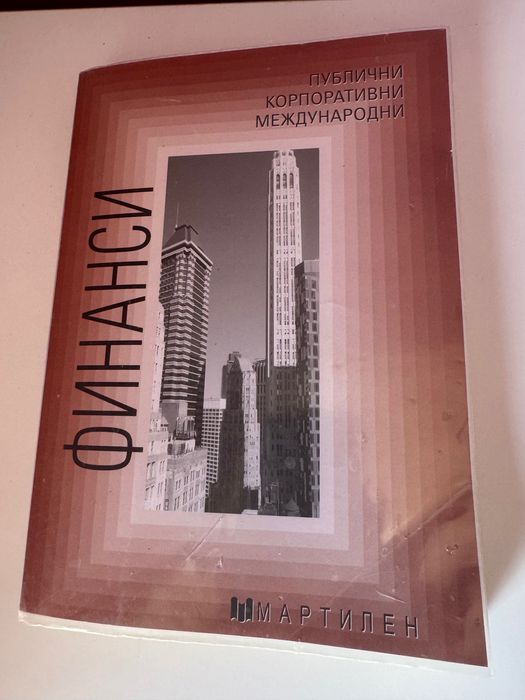 ПУБЛИЧНИ
КОРПОРАТИВНИ
МЕЖДУНАРОДНИ
ФИНАНСИ
МАРТИЛЕН